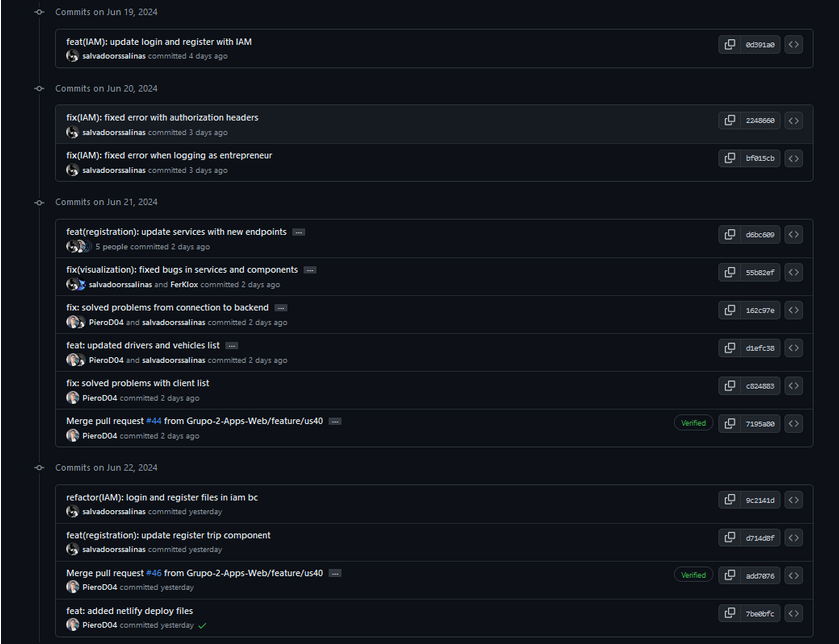 Commits on Jun 19, 2024
feat(IAM): update login and register with IAM
0d391a0
salvadoorssalinas committed 4 days ago
Commits on Jun 20, 2024
fix(IAM): fixed error with authorization headers
2248660
salvadoorssalinas committed 3 days ago
fix(IAM): fixed error when logging as entrepreneur
bf015cb
salvadoorssalinas committed 3 days ago
Commits on Jun 21, 2024
feat(registration): update services with new endpoints ...
d6bc609
5 people committed 2 days ago
fix(visualization): fixed bugs in services and components ...
55b82ef
salvadoorssalinas and FerKlox committed 2 days ago
fix: solved problems from connection to backend ...
162c97e
PieroD04 and salvadoorssalinas committed 2 days ago
feat: updated drivers and vehicles list ...
d1efc38
PieroD04 and salvadoorssalinas committed 2 days ago
fix: solved problems with client list
c824883
PieroD04 committed 2 days ago
Merge pull request #44 from Grupo-2-Apps-Web/feature/us40 ...
Verified 7195a80
PieroD04 committed 2 days ago
Commits on Jun 22, 2024
refactor(IAM): login and register files in iam bc
9c2141d
salvadoorssalinas committed yesterday
feat(registration): update register trip component
d714d8f
salvadoorssalinas committed yesterday
Merge pull request #46 from Grupo-2-Apps-Web/feature/us40 ...
Verified add7076
PieroD04 committed yesterday
feat: added netlify deploy files
7be0bfc
PieroD04 committed yesterday